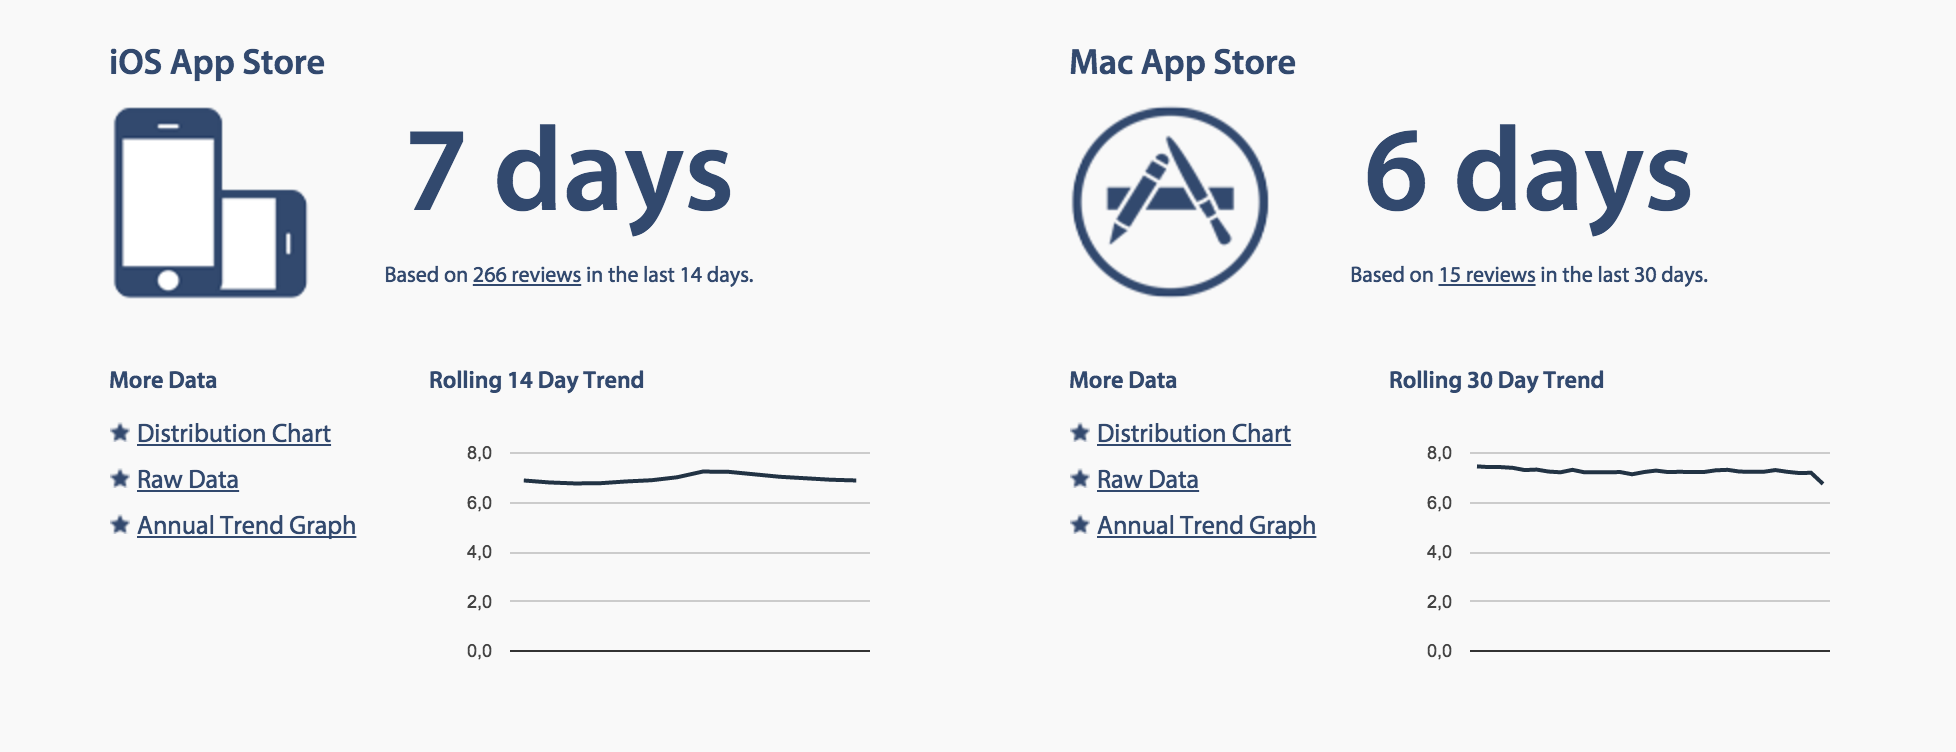 iOS App Store
7 days
Based on 266 reviews in the last 14 days.
More Data
Distribution Chart
Raw Data
Annual Trend Graph
Rolling 14 Day Trend
8,0
6,0
4,0
2,0
0,0
Mac App Store
6 days
Based on 15 reviews in the last 30 days.
More Data
Distribution Chart
Raw Data
Annual Trend Graph
Rolling 30 Day Trend
8,0
6,0
4,0
2,0
0,0